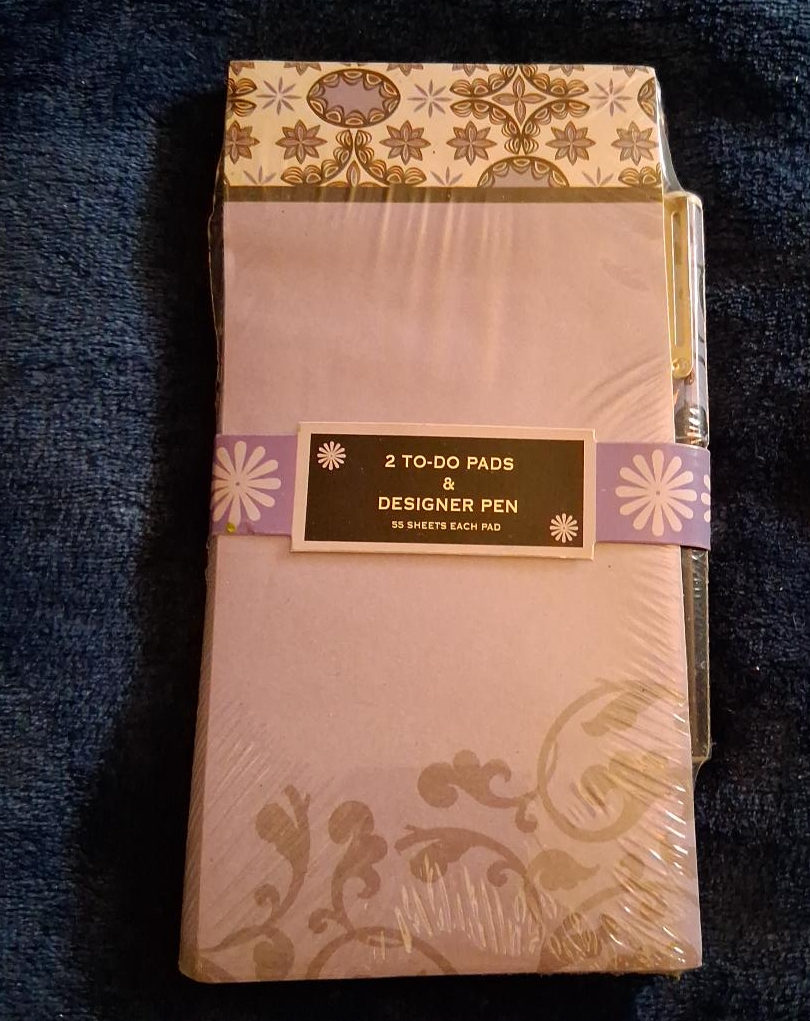 2 TO-DO PADS
&
DESIGNER PEN
55 SHEETS EACH PAD